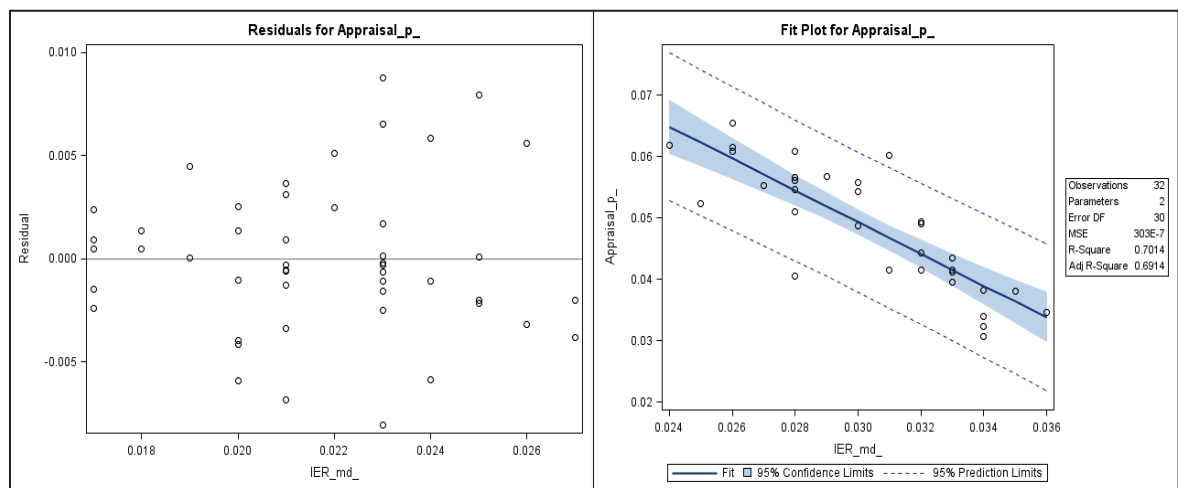 Residuals for Appraisal_p_
0.010
0.005
0.000
-0.005
Residual
0.018
0.020
0.022
0.024
0.026
IER_md_
Fit Plot for Appraisal_p_
0.07
0.06
0.05
0.04
0.03
0.02
Appraisal_p_
0.024
0.026
0.028
0.030
0.032
0.034
0.036
IER_md_
Fit
95% Confidence Limits
95% Prediction Limits
Observations 32
Parameters 2
Error DF 30
MSE 303E-7
R-Square 0.7014
Adj R-Square 0.6914